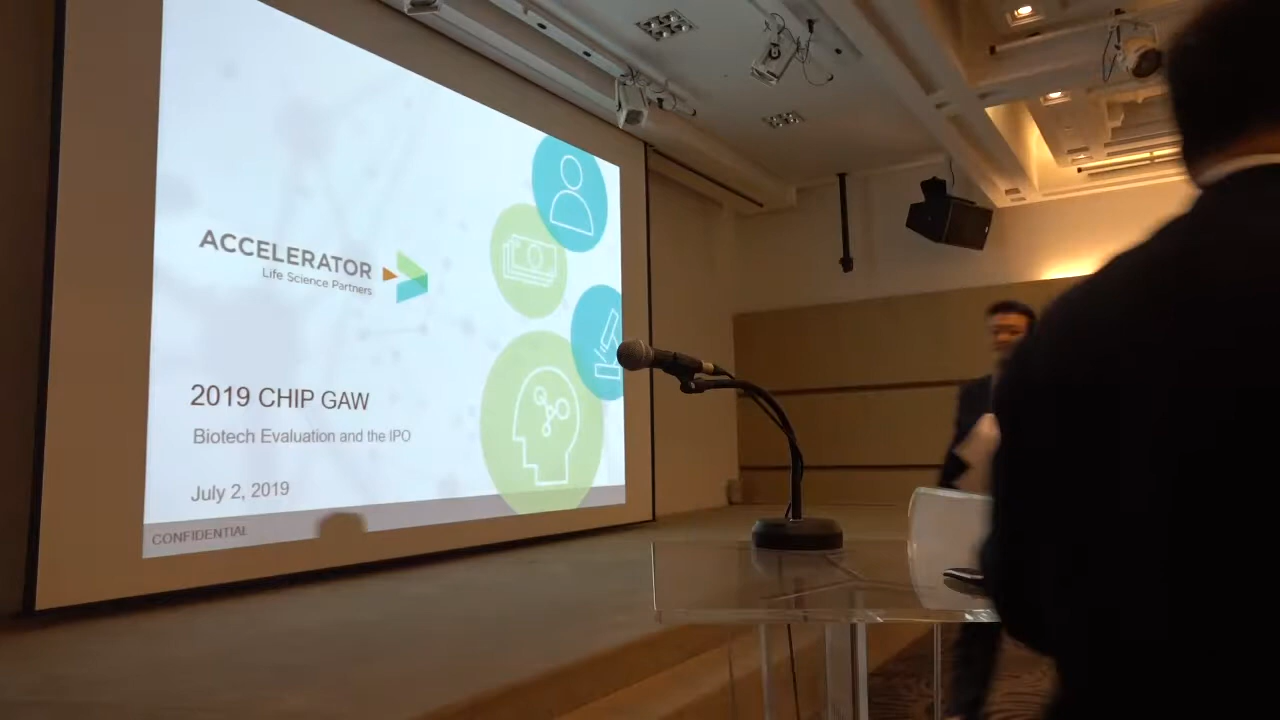 ACCELERATOR
Life Science Partners
2019 CHIP GAW
Biotech Evaluation and the IPO
July 2, 2019
CONFIDENTIAL